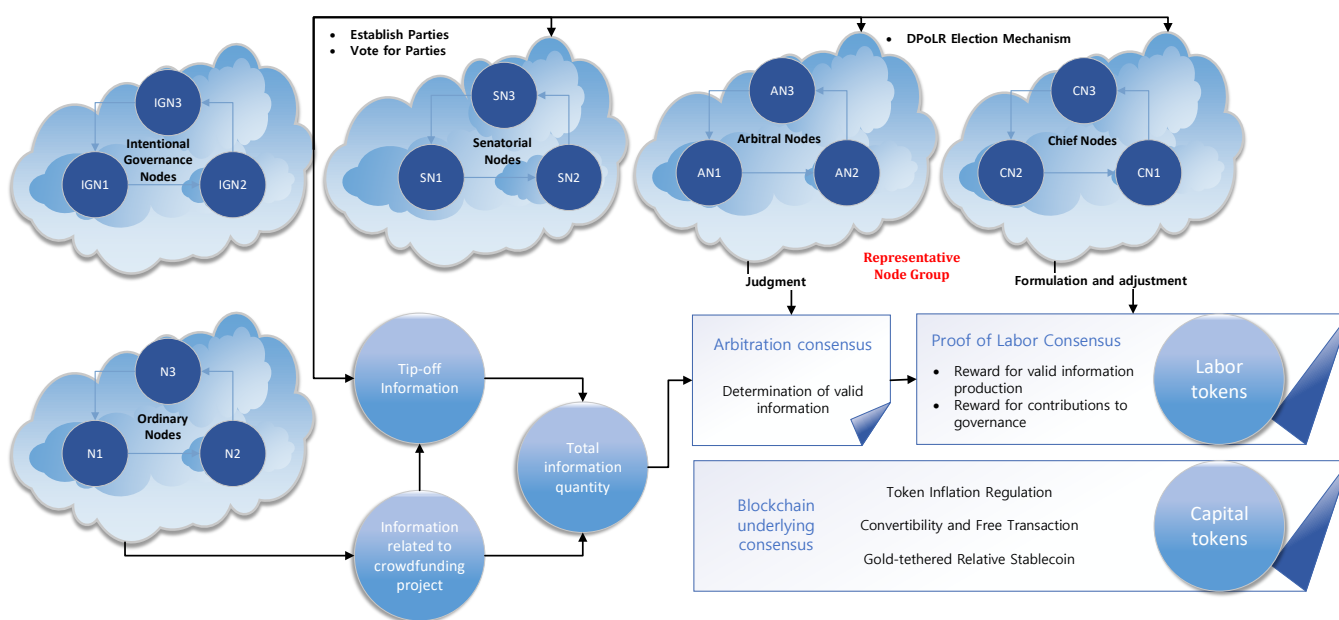 • Establish Parties
• Vote for Parties
• DPoLR Election Mechanism
IGN3
Intentional
Governance
Nodes
IGN1
IGN2
SN3
Senatorial
Nodes
SN1
SN2
AN3
Arbitral Nodes
AN1
AN2
CN3
Chief Nodes
CN2
CN1
Representative
Node Group
Judgment
Formulation and adjustment
N3
Ordinary
Nodes
N1
N2
Tip-off
Information
Total
information
quantity
Information
related to
crowdfunding
project
Arbitration consensus
Determination of valid
information
Proof of Labor Consensus
• Reward for valid information
production
• Reward for contributions to
governance
Labor
tokens
Blockchain
underlying
consensus
Token Inflation Regulation
Convertibility and Free Transaction
Gold-tethered Relative Stablecoin
Capital
tokens